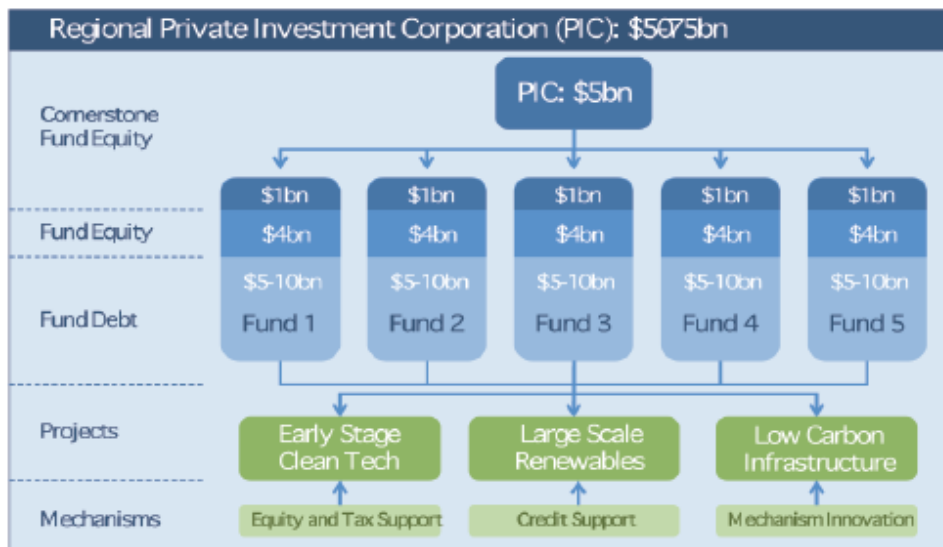 Regional Private Investment Corporation (PIC): $50-75bn
PIC: $5bn
Cornerstone
Fund Equity
$1bn $1bn $1bn $1bn $1bn
Fund Equity
$4bn $4bn $4bn $4bn $4bn
$5-10bn $5-10bn $5-10bn $5-10bn $5-10bn
Fund Debt
Fund 1 Fund 2 Fund 3 Fund 4 Fund 5
Projects
Early Stage
Clean Tech
Large Scale
Renewables
Low Carbon
Infrastructure
Mechanisms
Equity and Tax Support
Credit Support
Mechanism Innovation